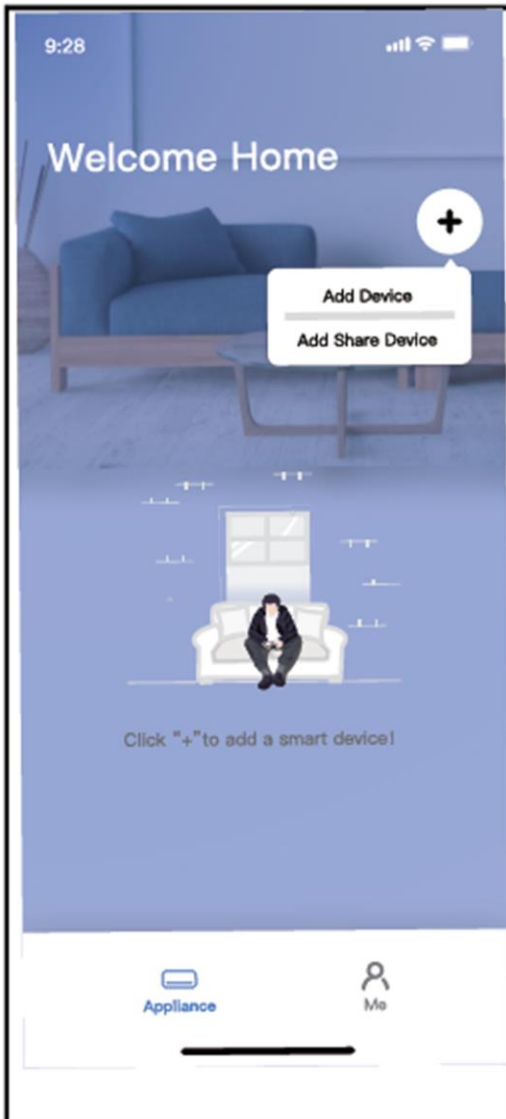 9:28
Welcome Home
+
Add Device
Add Share Device
Click “+”to add a smart device!
Appliance
Me